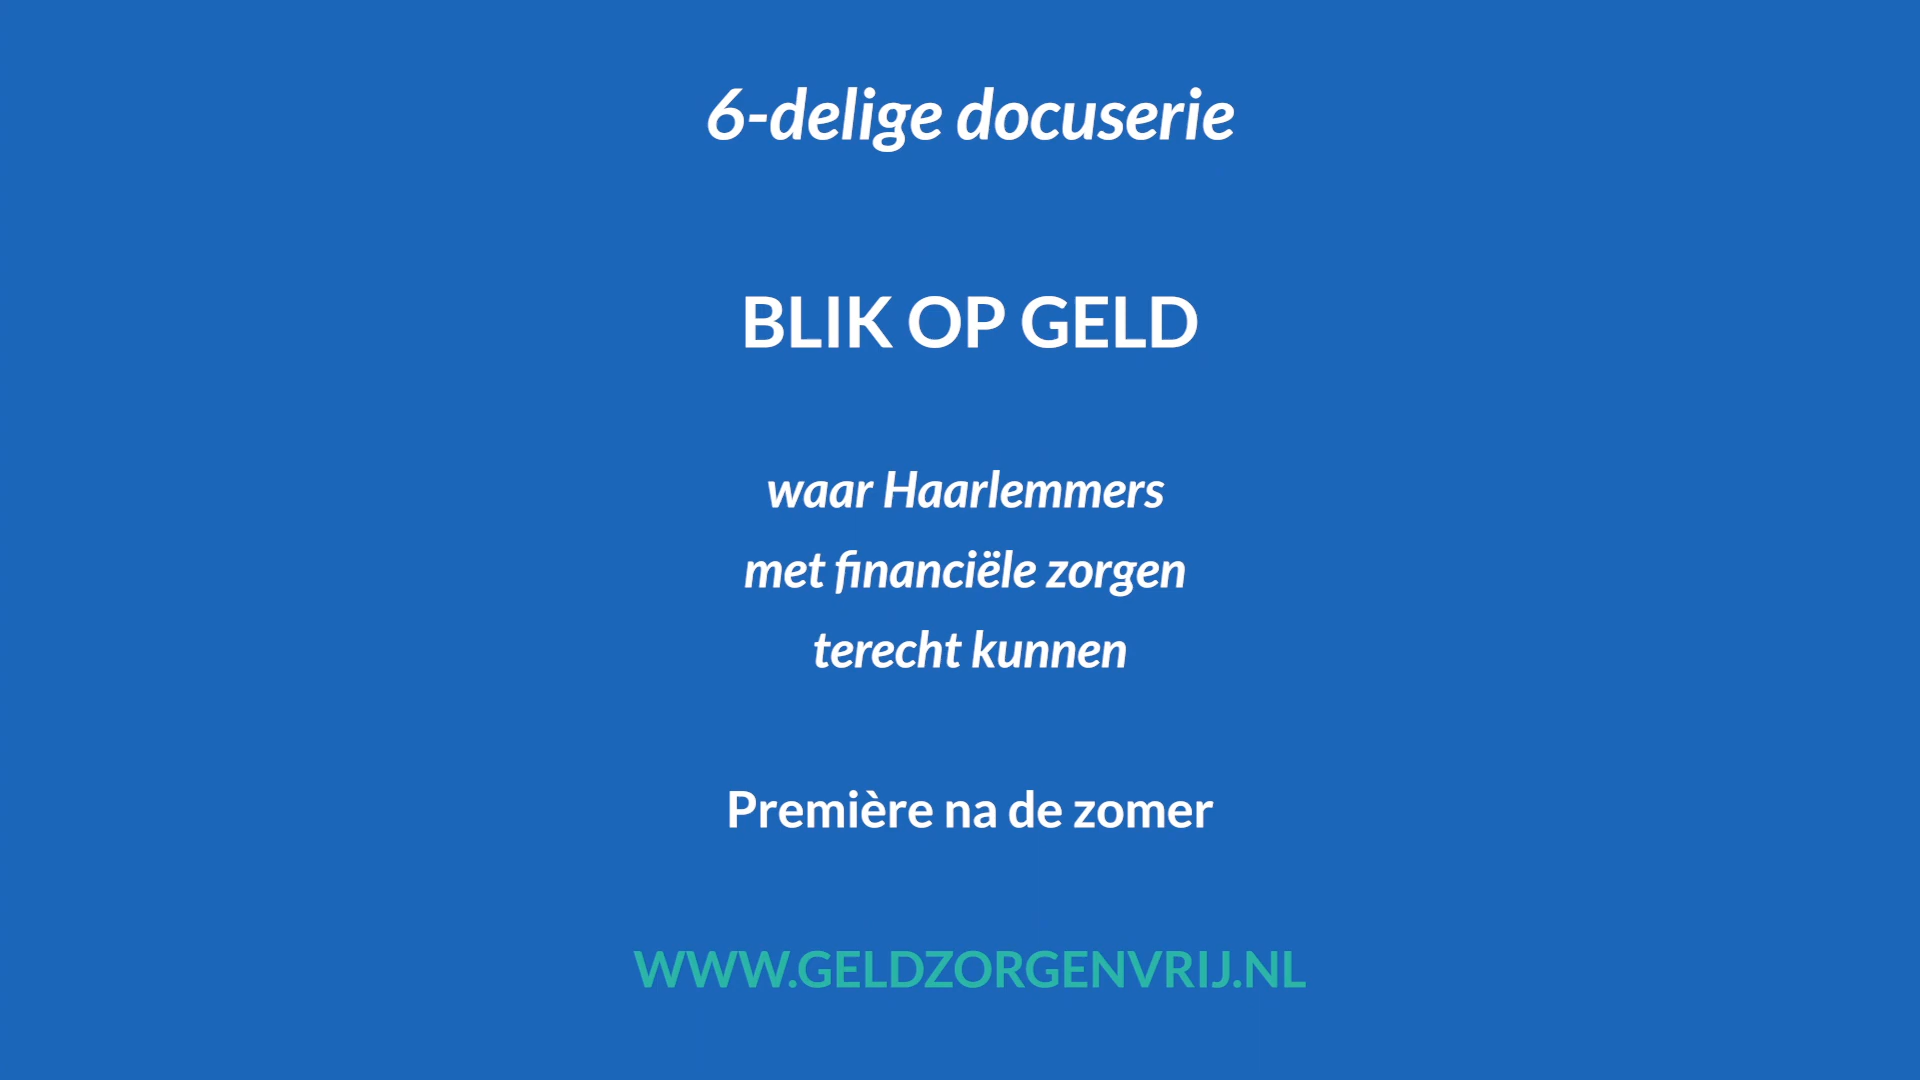 6-delige docuserie
BLIK OP GELD
waar Haarlemmers
met financiële zorgen
terecht kunnen
Première na de zomer
WWW.GELDZORGENVRIJ.NL